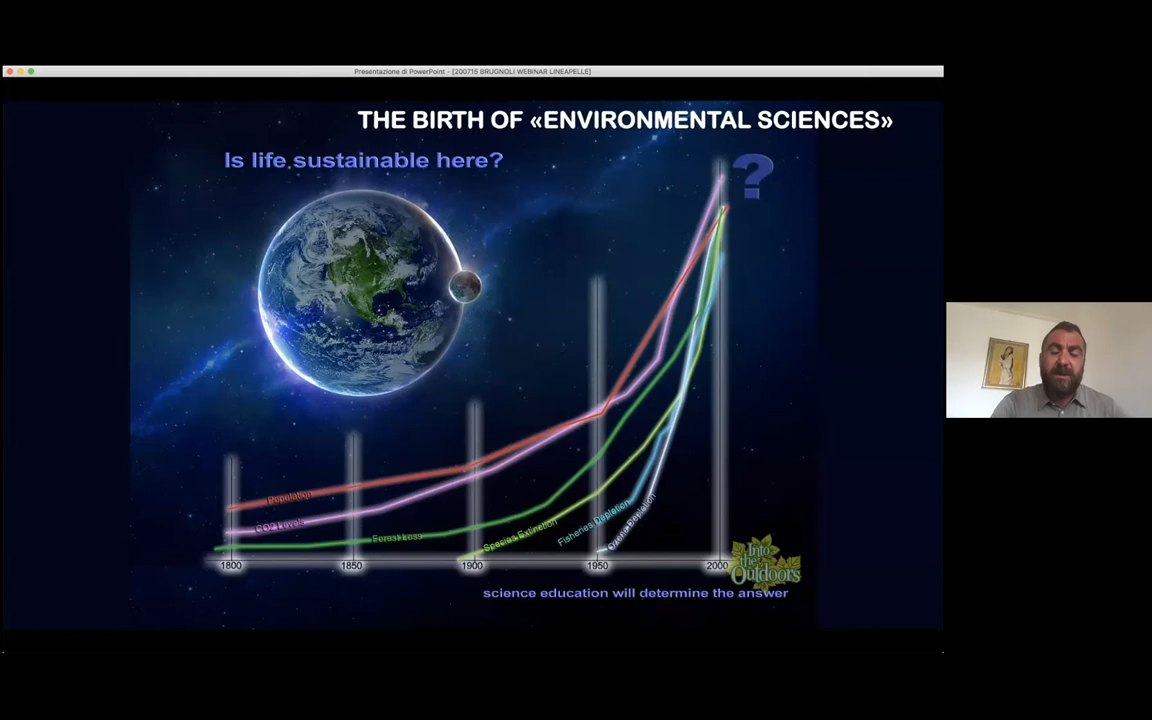 Presentazione di PowerPoint - [200715 BRUGNOLI WEBINAR LINEAPELLE]
THE BIRTH OF «ENVIRONMENTAL SCIENCES»
Is life sustainable here?
?
Population
CO2 Levels
Forest Loss
Species Extinction
Fisheries Depletion
Ozone Depletion
1800
1850
1900
1950
2000
Into
the
Outdoors
science education will determine the answer